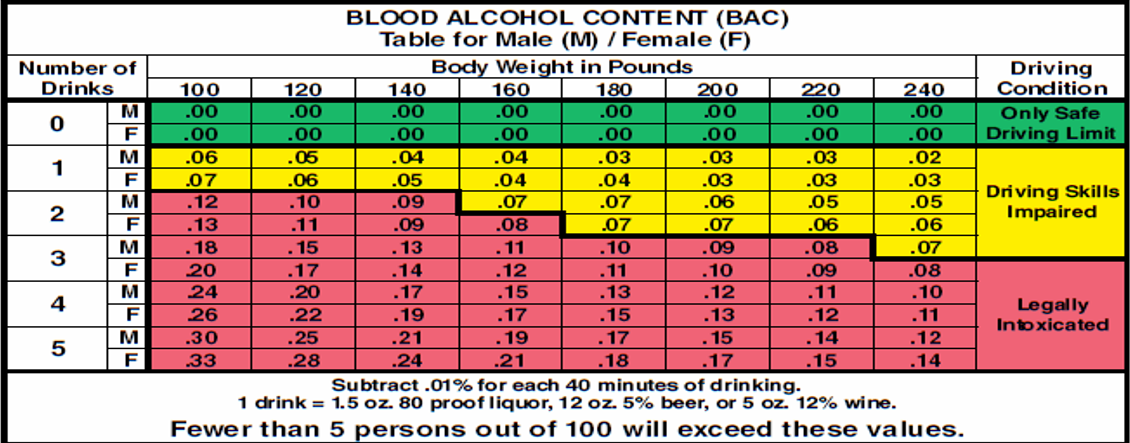 BLOOD ALCOHOL CONTENT (BAC)
Table for Male (M) / Female (F)
Number of Drinks Body Weight in Pounds Driving Condition
100 120 140 160 180 200 220 240
0 M .00 .00 .00 .00 .00 .00 .00 .00 Only Safe
F .00 .00 .00 .00 .00 .00 .00 .00 Driving Limit
1 M .06 .05 .04 .04 .03 .03 .03 .02
F .07 .06 .05 .04 .04 .03 .03 .03 Driving Skills
2 M .12 .10 .09 .07 .07 .06 .05 .05 Impaired
F .13 .11 .09 .08 .07 .07 .06 .06
3 M .18 .15 .13 .11 .10 .09 .08 .07
F .20 .17 .14 .12 .11 .10 .09 .08
4 M .24 .20 .17 .15 .13 .12 .11 .10 Legally
F .26 .22 .19 .17 .15 .13 .12 .11 Intoxicated
5 M .30 .25 .21 .19 .17 .15 .14 .12
F .33 .28 .24 .21 .18 .17 .15 .14
Subtract .01% for each 40 minutes of drinking.
1 drink = 1.5 oz. 80 proof liquor, 12 oz. 5% beer, or 5 oz. 12% wine.
Fewer than 5 persons out of 100 will exceed these values.